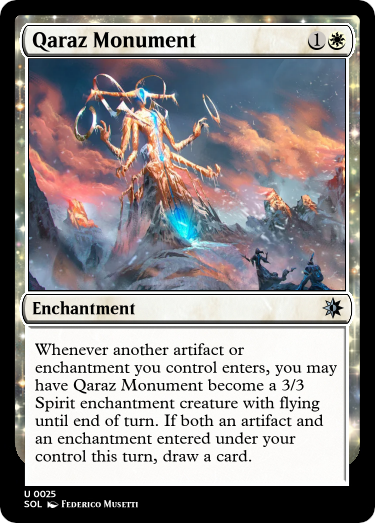 Qaraz Monument 1
Enchantment
Whenever another artifact or
enchantment you control enters, you may
have Qaraz Monument become a 3/3
Spirit enchantment creature with flying
until end of turn. If both an artifact and
an enchantment entered under your
control this turn, draw a card.
U 0025
SOL Federico Musetti